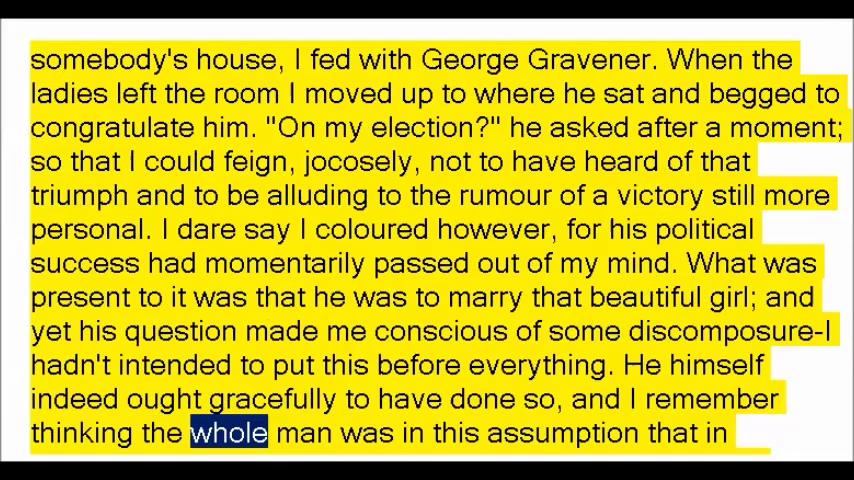 somebody's house, I fed with George Gravener. When the
ladies left the room I moved up to where he sat and begged to
congratulate him. "On my election?" he asked after a moment;
so that I could feign, jocosely, not to have heard of that
triumph and to be alluding to the rumour of a victory still more
personal. I dare say I coloured however, for his political
success had momentarily passed out of my mind. What was
present to it was that he was to marry that beautiful girl; and
yet his question made me conscious of some discomposure-I
hadn't intended to put this before everything. He himself
indeed ought gracefully to have done so, and I remember
thinking the whole man was in this assumption that in